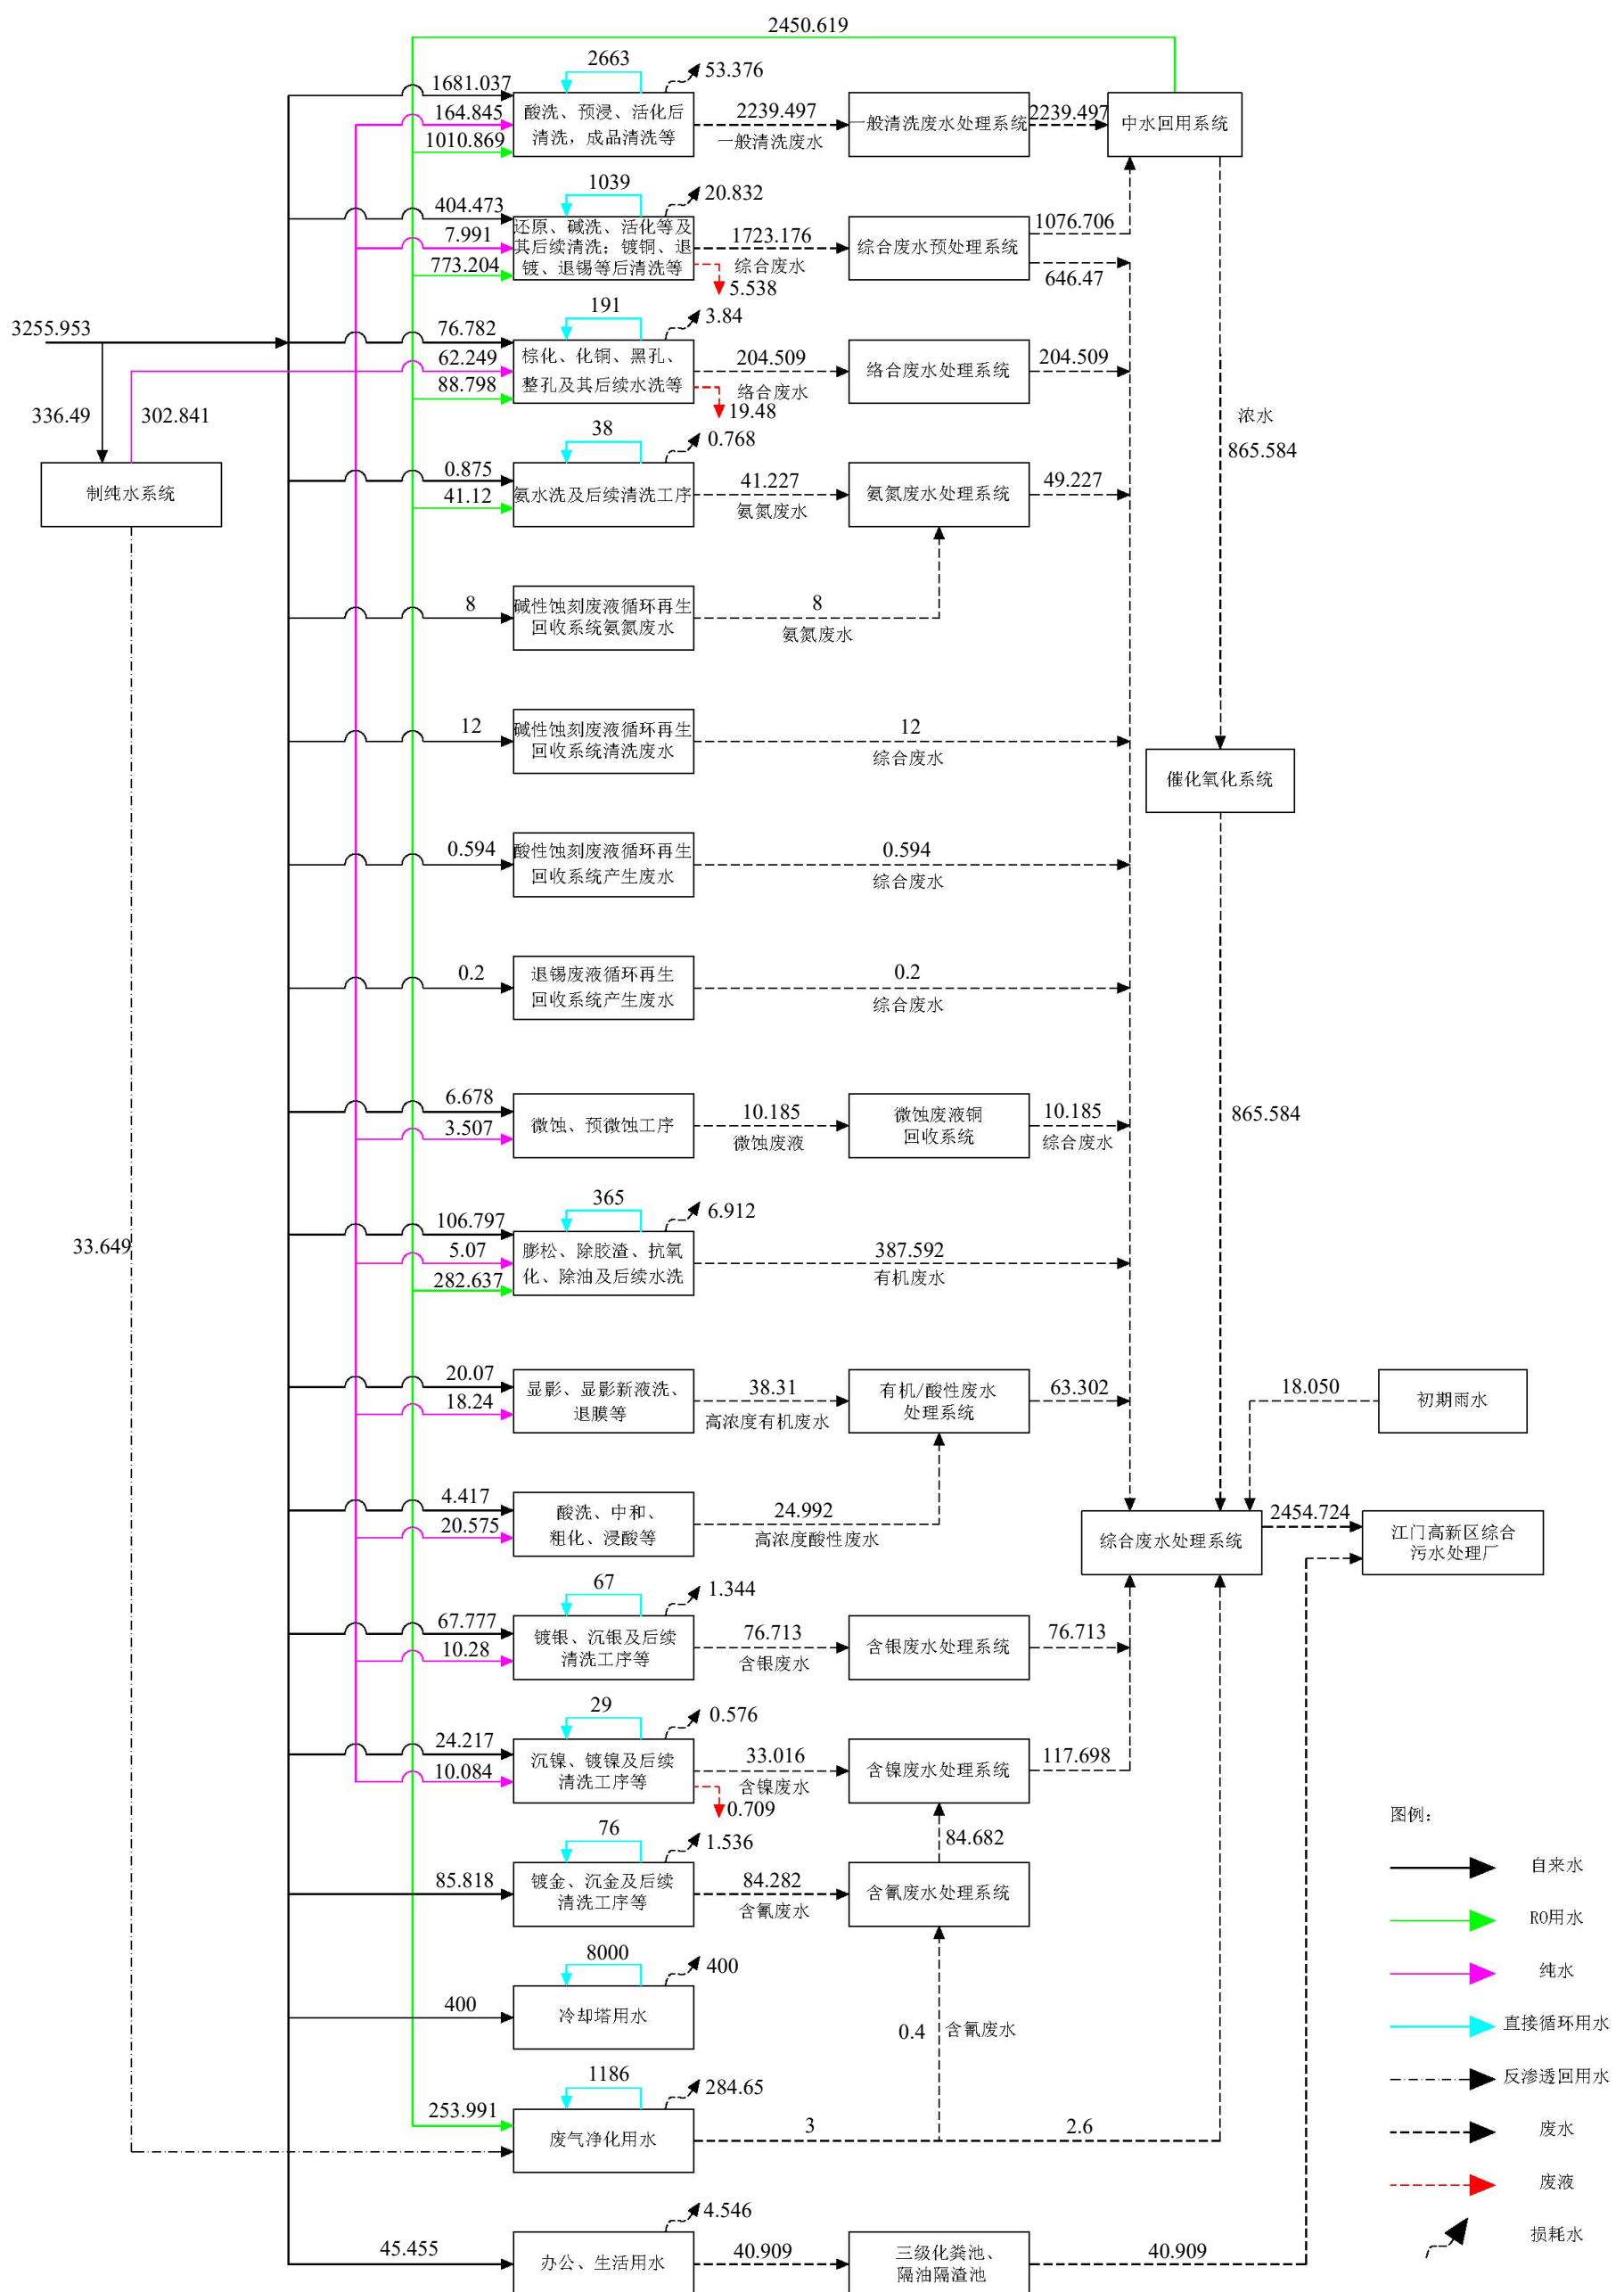 2450.619
2663
53.376
1681.037
164.845
1010.869
酸洗、预浸、活化后
清洗，成品清洗等
2239.497
一般清洗废水
一般清洗废水处理系统
2239.497
中水回用系统
1039
20.832
404.473
7.991
773.204
还原、碱洗、活化等及
其后续清洗；镀铜、退
镀、退锡等后清洗等
1723.176
综合废水
5.538
综合废水预处理系统
1076.706
646.47
3255.953
191
3.84
76.782
62.249
88.798
棕化、化铜、黑孔、
整孔及其后续水洗等
204.509
络合废水
19.48
络合废水处理系统
204.509
336.49
302.841
制纯水系统
浓水
865.584
38
0.768
0.875
41.12
氨水洗及后续清洗工序
41.227
氨氮废水
氨氮废水处理系统
49.227
8
碱性蚀刻废液循环再生
回收系统氨氮废水
8
氨氮废水
12
碱性蚀刻废液循环再生
回收系统清洗废水
12
综合废水
催化氧化系统
0.594
酸性蚀刻废液循环再生
回收系统产生废水
0.594
综合废水
0.2
退锡废液循环再生
回收系统产生废水
0.2
综合废水
6.678
3.507
微蚀、预微蚀工序
10.185
微蚀废液
微蚀废液铜
回收系统
10.185
综合废水
865.584
33.649
365
6.912
106.797
5.07
282.637
膨松、除胶渣、抗氧
化、除油及后续水洗
387.592
有机废水
20.07
18.24
显影、显影新液洗、
退膜等
38.31
高浓度有机废水
有机/酸性废水
处理系统
63.302
18.050
初期雨水
4.417
20.575
酸洗、中和、
粗化、浸酸等
24.992
高浓度酸性废水
综合废水处理系统
2454.724
江门高新区综合
污水处理厂
67
1.344
67.777
10.28
镀银、沉银及后续
清洗工序等
76.713
含银废水
含银废水处理系统
76.713
29
0.576
24.217
10.084
沉镍、镀镍及后续
清洗工序等
33.016
含镍废水
0.709
含镍废水处理系统
117.698
84.682
76
1.536
85.818
镀金、沉金及后续
清洗工序等
84.282
含氰废水
含氰废水处理系统
8000
400
400
冷却塔用水
0.4
含氰废水
1186
284.65
253.991
废气净化用水
3
2.6
4.546
45.455
办公、生活用水
40.909
三级化粪池、
隔油隔渣池
40.909
图例：
自来水
RO用水
纯水
直接循环用水
反渗透回用水
废水
废液
损耗水